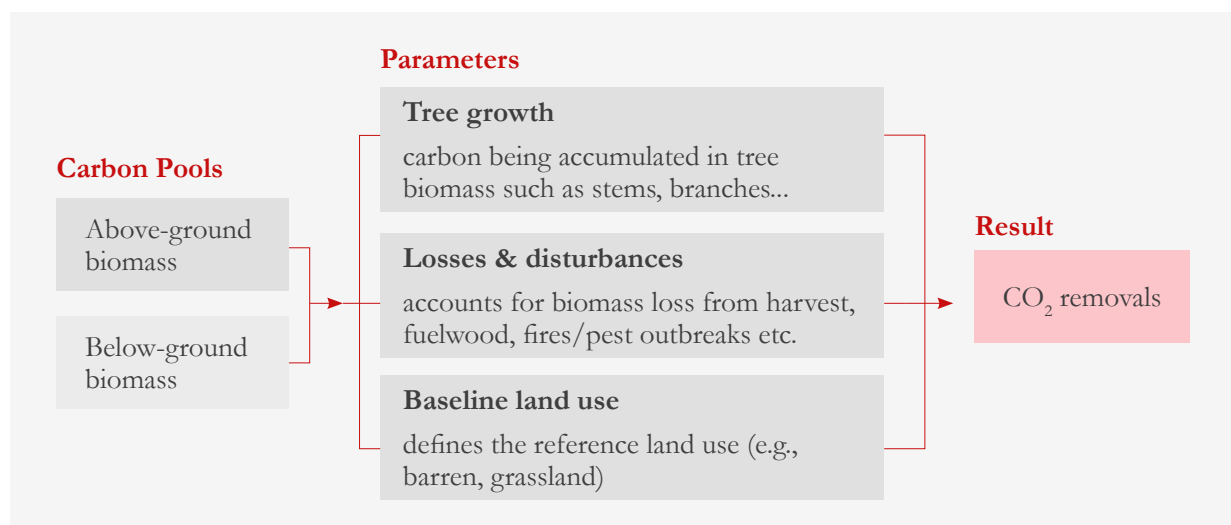 Parameters
Tree growth
carbon being accumulated in tree
biomass such as stems, branches...
Carbon Pools
Above-ground
biomass
Below-ground
biomass
Losses & disturbances
accounts for biomass loss from harvest,
fuelwood, fires/pest outbreaks etc.
Baseline land use
defines the reference land use (e.g.,
barren, grassland)
Result
CO₂ removals